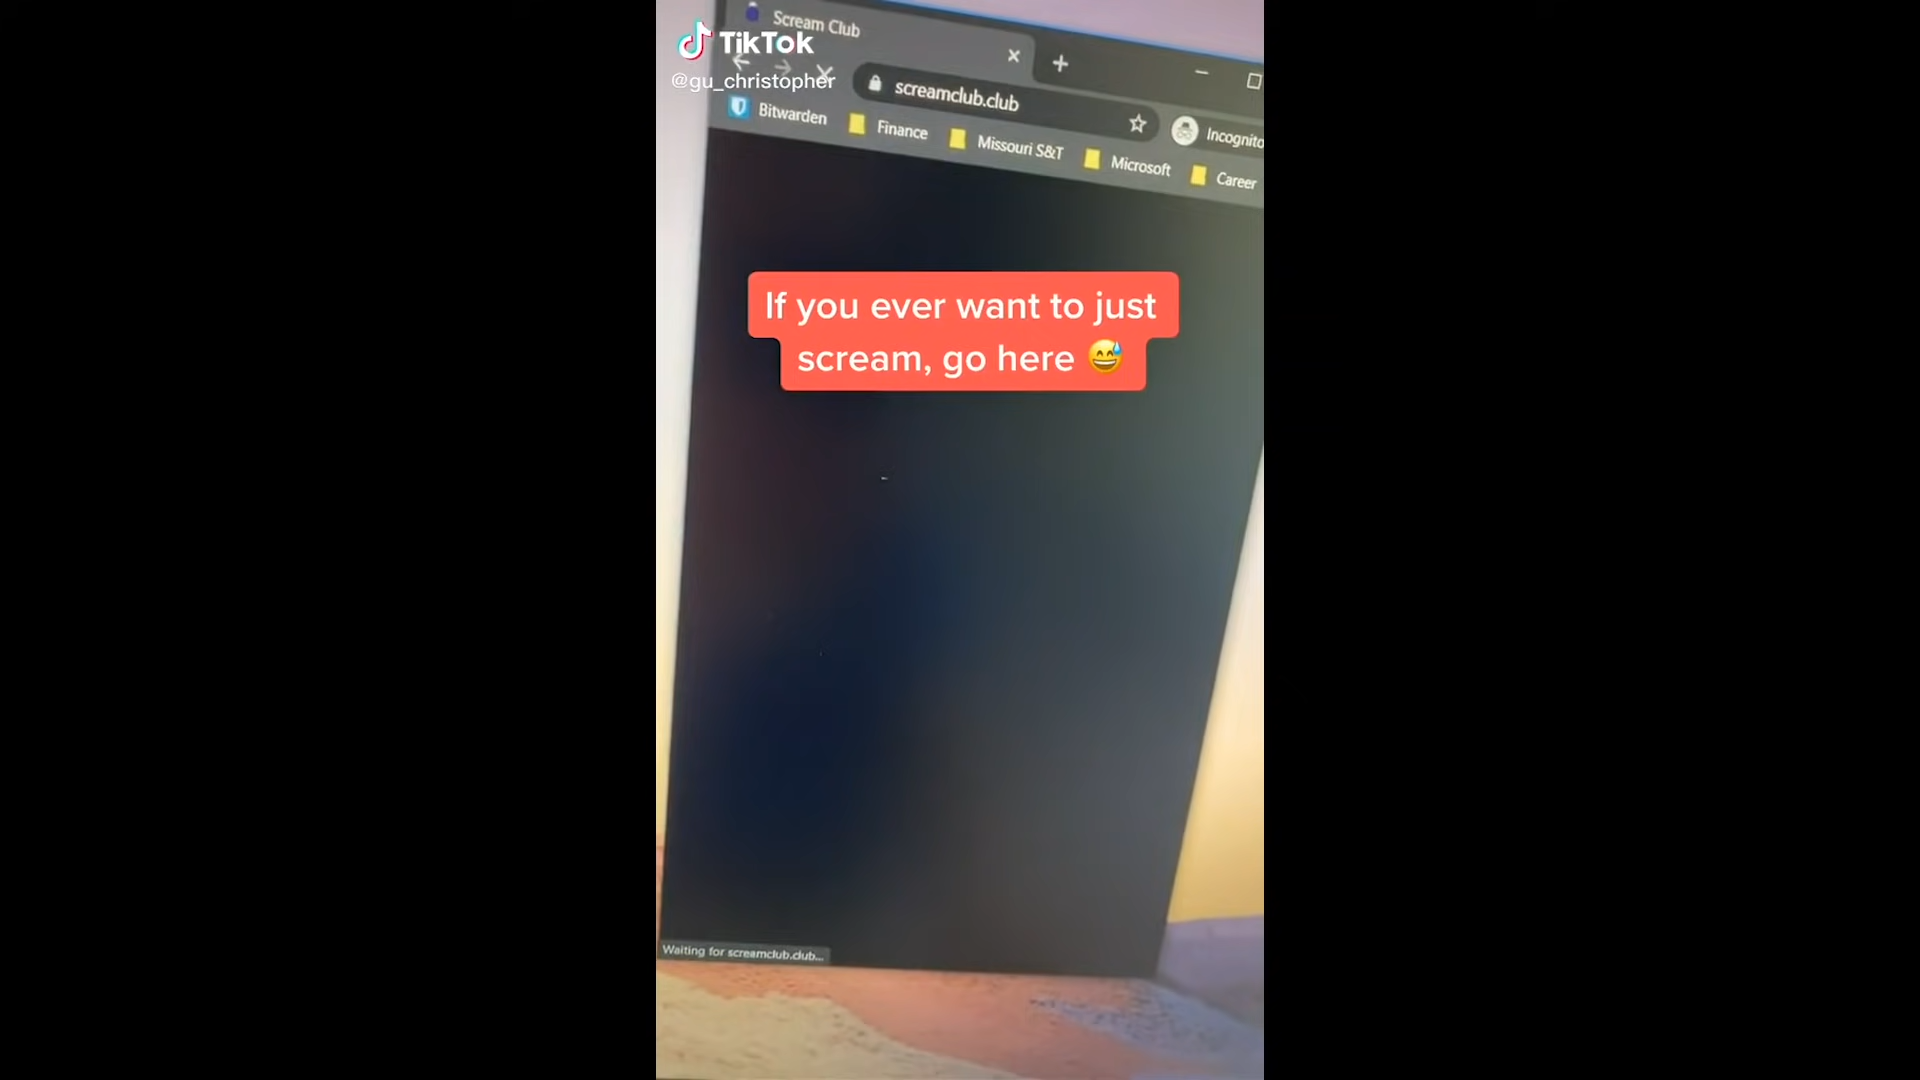 Scream Club
TikTok
@gu_christopher
screamclub.club
Incognito
Bitwarden
Finance
Missouri S&T
Microsoft
Career
If you ever want to just
scream, go here 😅
Waiting for screamclub.club...